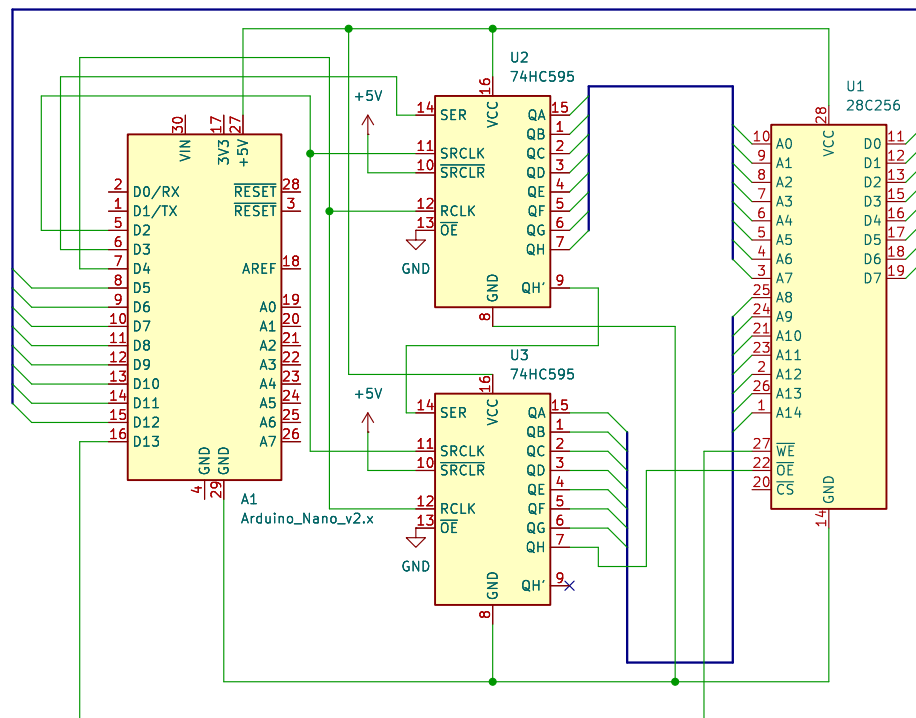 U2
74HC595
U1
28C256
+5V
30
17
27
VIN
3V3
+5V
2 D0/RX
1 D1/TX
5 D2
6 D3
7 D4
8 D5
9 D6
10 D7
11 D8
12 D9
13 D10
14 D11
15 D12
16 D13
RESET 28
RESET 3
AREF 18
A0 19
A1 20
A2 21
A3 22
A4 23
A5 24
A6 25
A7 26
GND
GND
4
29
A1
Arduino_Nano_v2.x
16
VCC
14 SER
11 SRCLK
10 SRCLR
12 RCLK
13 OE
GND
QA 15
QB 1
QC 2
QD 3
QE 4
QF 5
QG 6
QH 7
QH' 9
GND
8
U3
74HC595
+5V
16
VCC
14 SER
11 SRCLK
10 SRCLR
12 RCLK
13 OE
GND
QA 15
QB 1
QC 2
QD 3
QE 4
QF 5
QG 6
QH 7
QH' 9
GND
8
28
VCC
10 A0
9 A1
8 A2
7 A3
6 A4
5 A5
4 A6
3 A7
25 A8
24 A9
21 A10
23 A11
2 A12
26 A13
1 A14
27 WE
22 OE
20 CS
D0 11
D1 12
D2 13
D3 15
D4 16
D5 17
D6 18
D7 19
GND
14